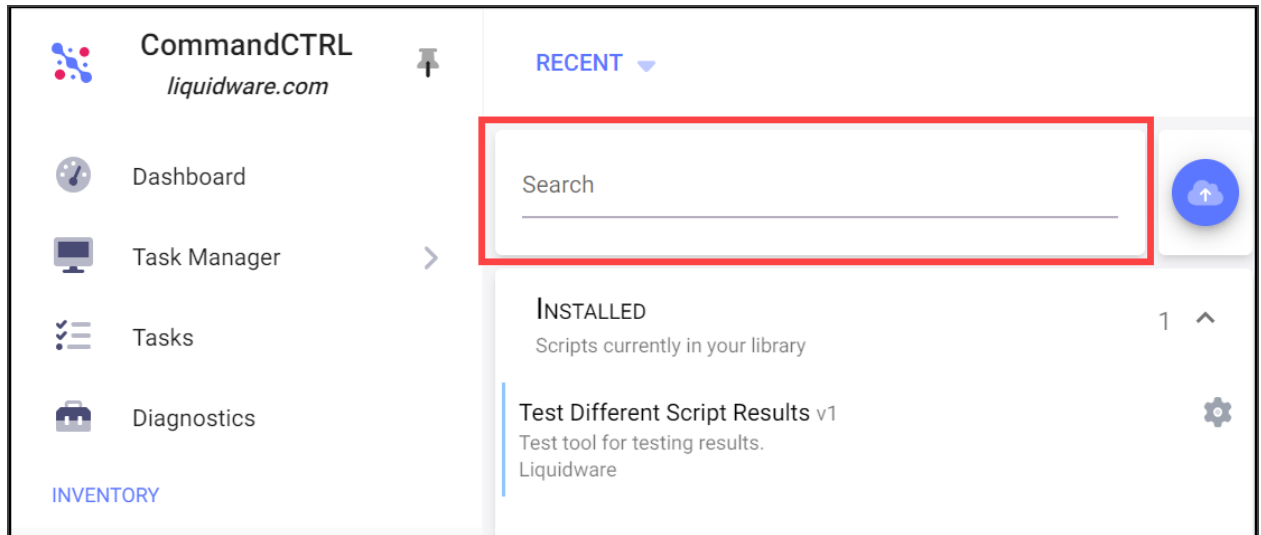 CommandCTRL
liquidware.com
Dashboard
Task Manager
Tasks
Diagnostics
INVENTORY
RECENT
Search
INSTALLED
1
Scripts currently in your library
Test Different Script Results v1
Test tool for testing results.
Liquidware